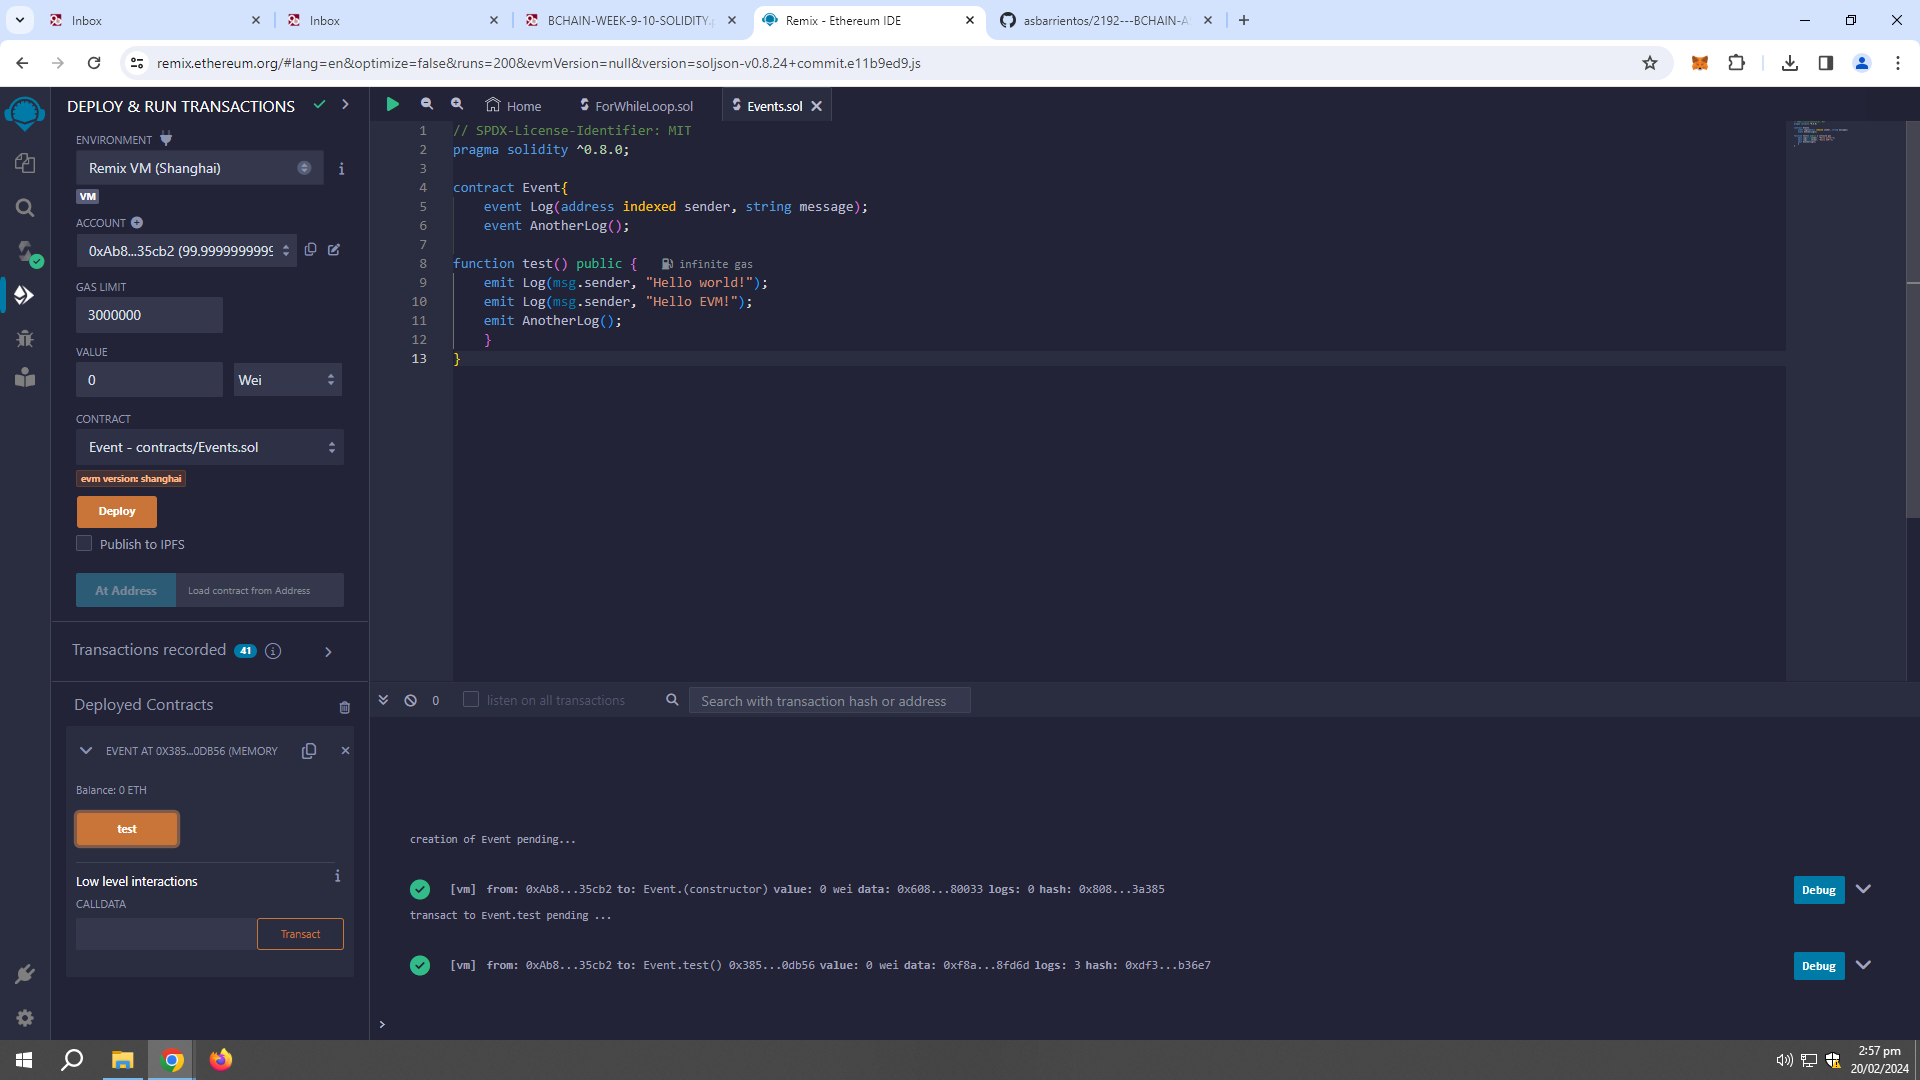 Inbox
Inbox
BCHAIN-WEEK-9-10-SOLIDITY.
Remix - Ethereum IDE
asbarrientos/2192---BCHAIN-A
remix.ethereum.org/#lang=en&optimize=false&runs=200&evmVersion=null&version=soljson-v0.8.24+commit.e11b9ed9.js
DEPLOY & RUN TRANSACTIONS
ENVIRONMENT
Remix VM (Shanghai)
i
VM
ACCOUNT
0xAb8...35cb2 (99.9999999999
GAS LIMIT
3000000
VALUE
0
Wei
CONTRACT
Event - contracts/Events.sol
evm version: shanghai
Deploy
Publish to IPFS
At Address
Load contract from Address
Transactions recorded 41 i
Deployed Contracts
EVENT AT 0X385...0DB56 (MEMORY
Balance: 0 ETH
test
Low level interactions
i
CALLDATA
Transact
Home
ForWhileLoop.sol
Events.sol
1 // SPDX-License-Identifier: MIT
2 pragma solidity ^0.8.0;
3
4 contract Event{
5 event Log(address indexed sender, string message);
6 event AnotherLog();
7
8 function test() public { infinite gas
9 emit Log(msg.sender, "Hello world!");
10 emit Log(msg.sender, "Hello EVM!");
11 emit AnotherLog();
12 }
13 }
0
listen on all transactions
Search with transaction hash or address
creation of Event pending...
[vm] from: 0xAb8...35cb2 to: Event.(constructor) value: 0 wei data: 0x608...80033 logs: 0 hash: 0x808...3a385
Debug
transact to Event.test pending ...
[vm] from: 0xAb8...35cb2 to: Event.test() 0x385...0db56 value: 0 wei data: 0xf8a...8fd6d logs: 3 hash: 0xdf3...b36e7
Debug
>
2:57 pm
20/02/2024